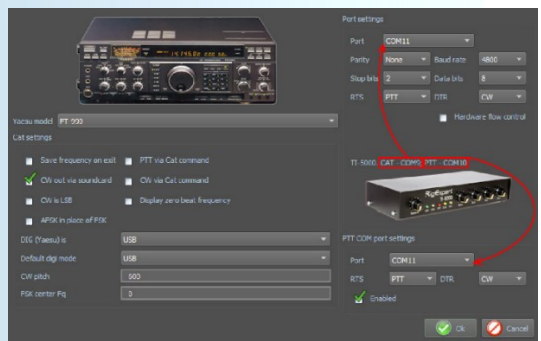 Port settings
Port COM11
Parity None Baud rate 4800
Stop bits 2 Data bits 8
RTS PTT DTR CW
Hardware flow control
Yaesu model FT-990
Cat settings
Save frequency on exit PTT via Cat command
CW out via soundcard CW via Cat command
CW is LSB Display zero beat frequency
AFSK in place of FSK
DIG (Yaesu) is USB
Default digi mode USB
CW pitch 500
FSK center Fq 0
TI-5000, CAT - COM9, PTT - COM10
PTT COM port settings
Port COM11
RTS PTT DTR CW
Enabled
Ok Cancel